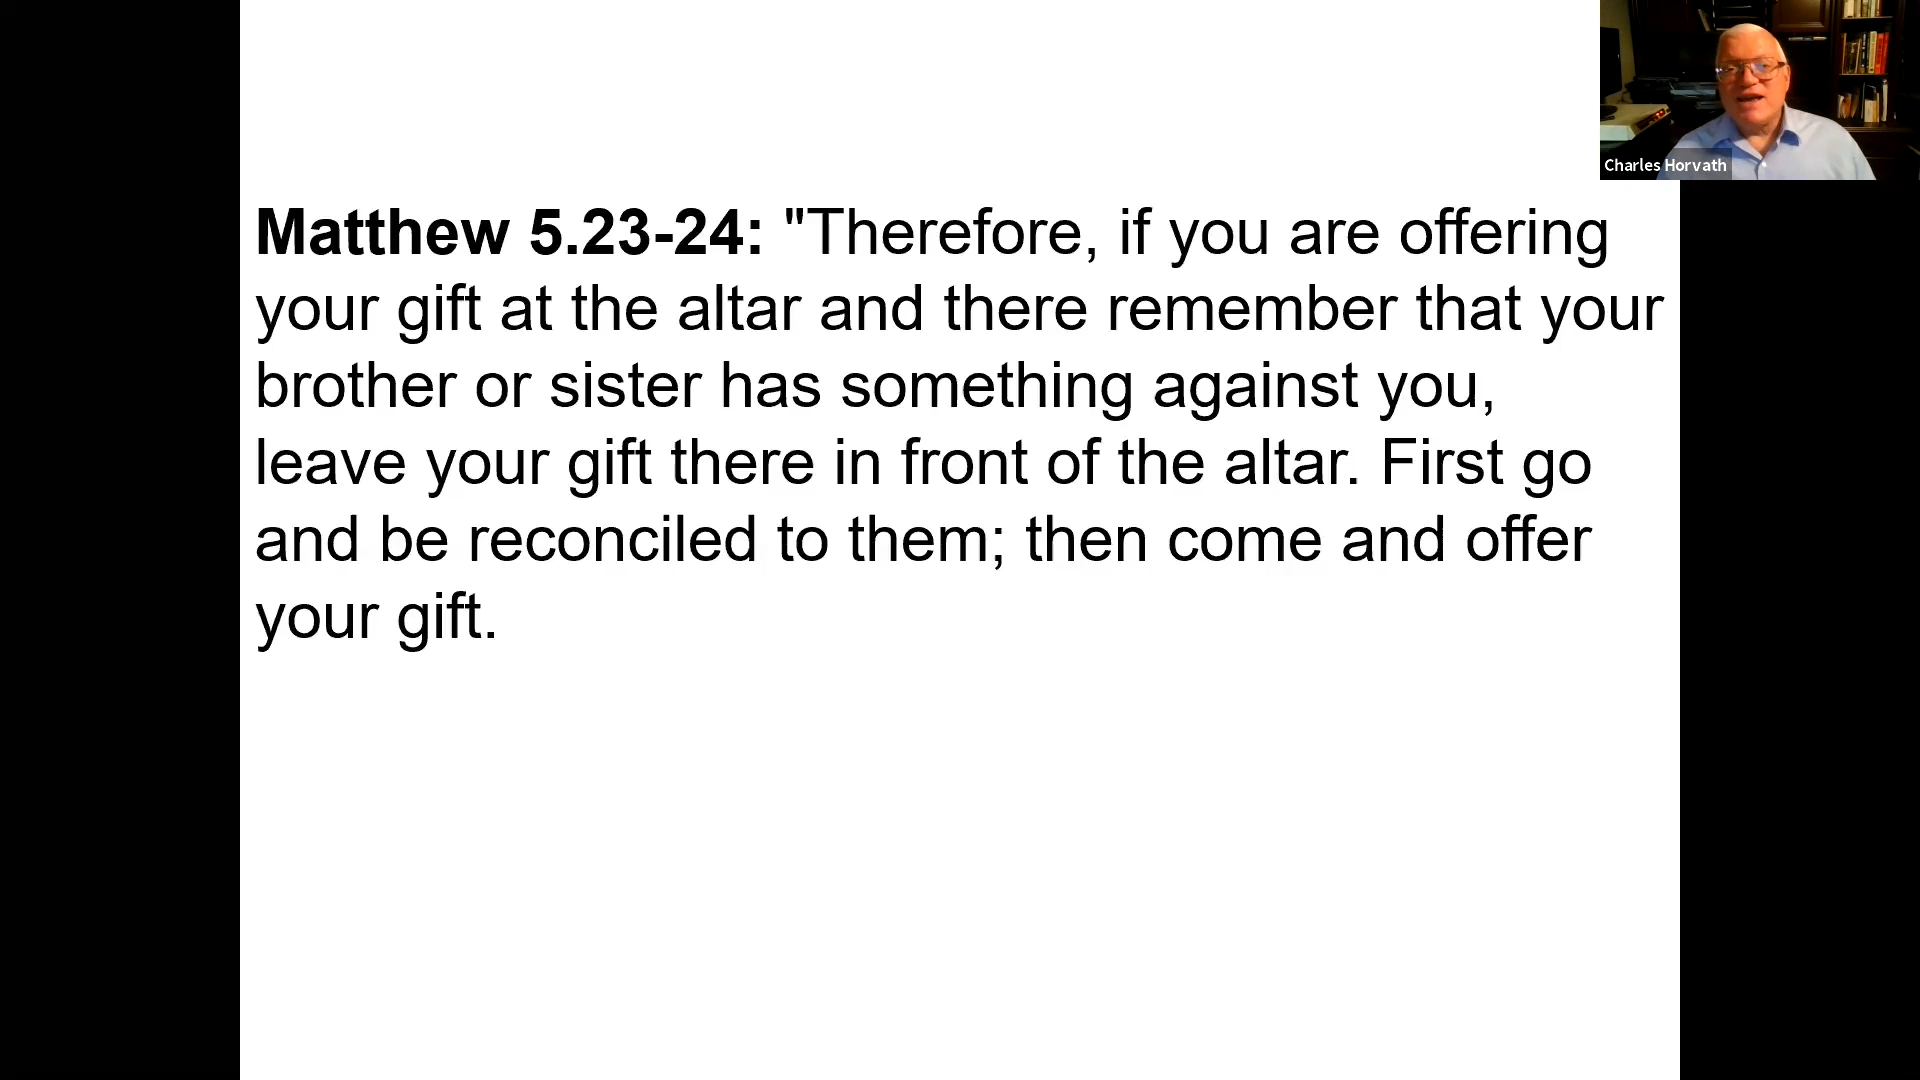 Charles Horvath
Matthew 5.23-24: "Therefore, if you are offering
your gift at the altar and there remember that your
brother or sister has something against you,
leave your gift there in front of the altar. First go
and be reconciled to them; then come and offer
your gift.